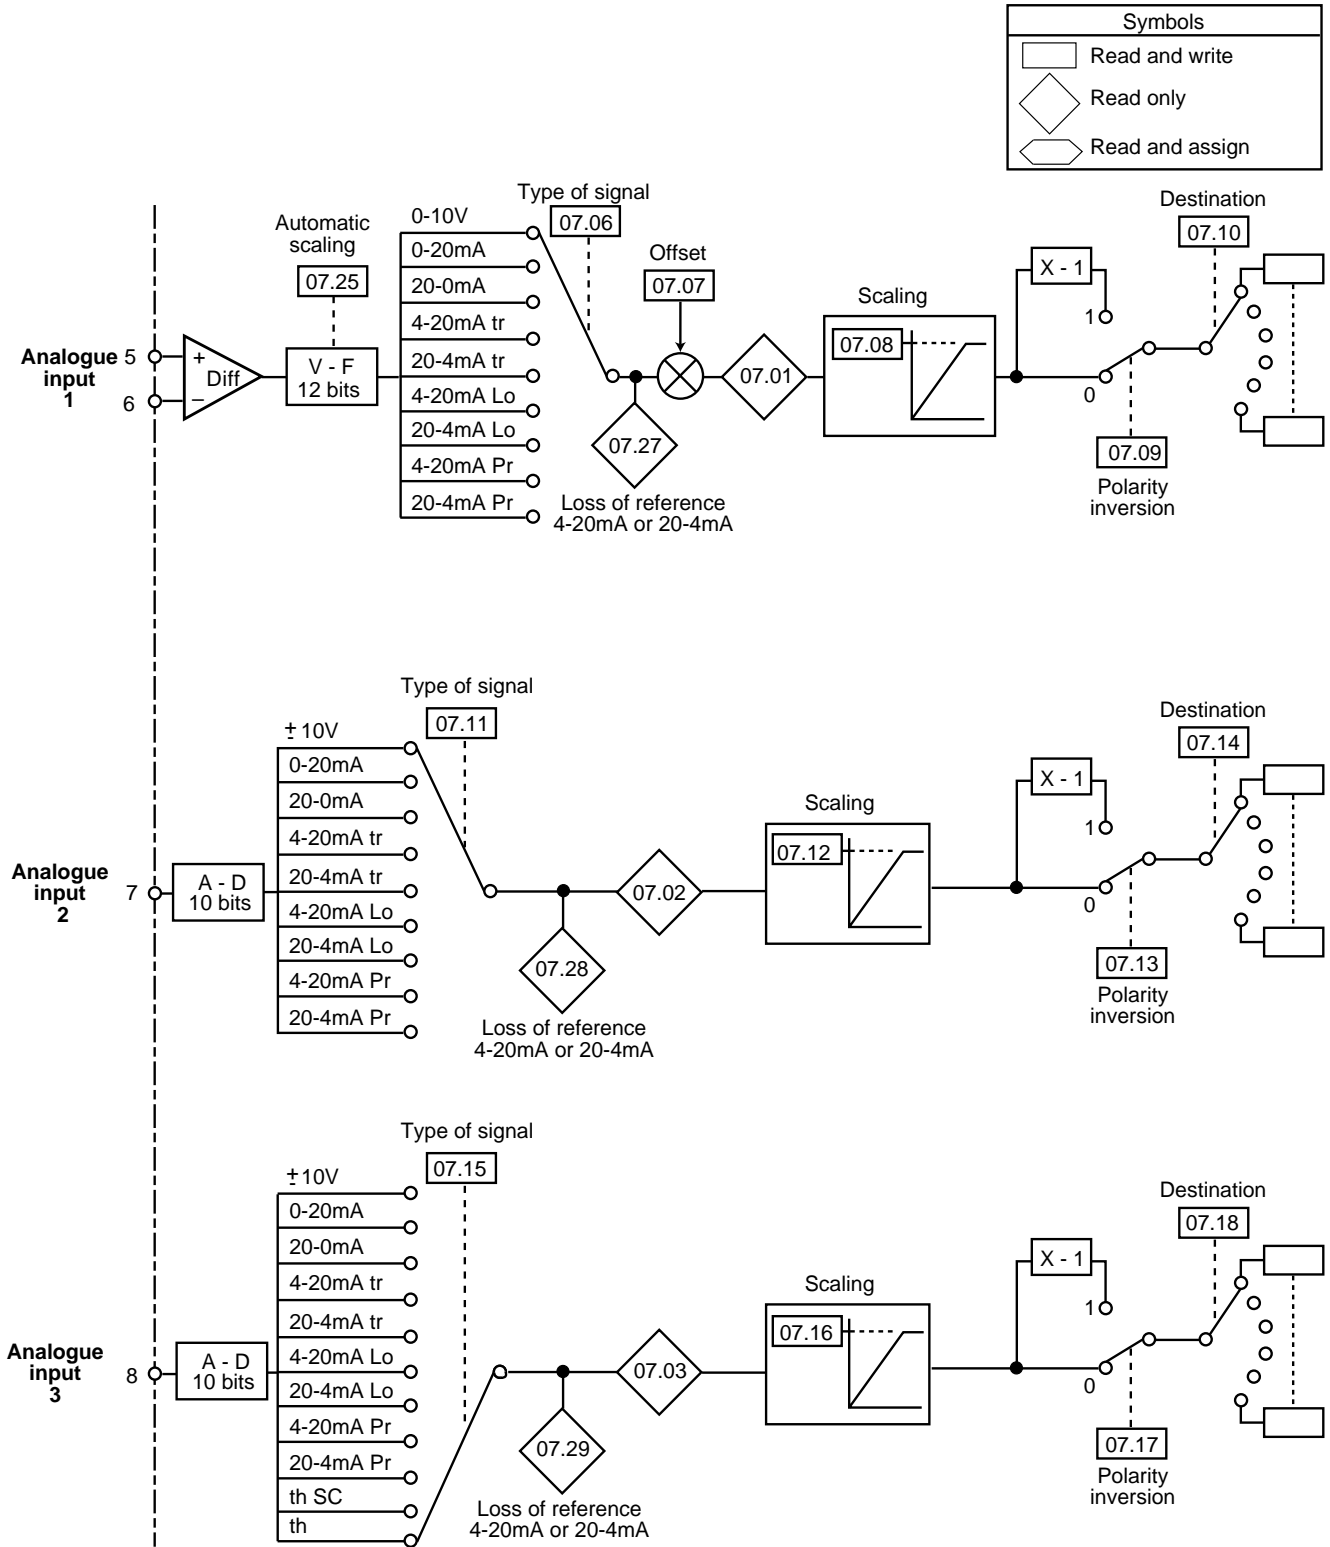 Symbols
Read and write
Read only
Read and assign
Analogue
input
1
5
6
+
–
Diff
Automatic
scaling
07.25
V - F
12 bits
0-10V
0-20mA
20-0mA
4-20mA tr
20-4mA tr
4-20mA Lo
20-4mA Lo
4-20mA Pr
20-4mA Pr
Type of signal
07.06
Offset
07.07
07.27
Loss of reference
4-20mA or 20-4mA
07.01
Scaling
07.08
X - 1
1
0
07.09
Polarity
inversion
Destination
07.10
Analogue
input
2
7
A - D
10 bits
± 10V
0-20mA
20-0mA
4-20mA tr
20-4mA tr
4-20mA Lo
20-4mA Lo
4-20mA Pr
20-4mA Pr
Type of signal
07.11
07.28
Loss of reference
4-20mA or 20-4mA
07.02
Scaling
07.12
X - 1
1
0
07.13
Polarity
inversion
Destination
07.14
Analogue
input
3
8
A - D
10 bits
±10V
0-20mA
20-0mA
4-20mA tr
20-4mA tr
4-20mA Lo
20-4mA Lo
4-20mA Pr
20-4mA Pr
th SC
th
Type of signal
07.15
07.29
Loss of reference
4-20mA or 20-4mA
07.03
Scaling
07.16
X - 1
1
0
07.17
Polarity
inversion
Destination
07.18